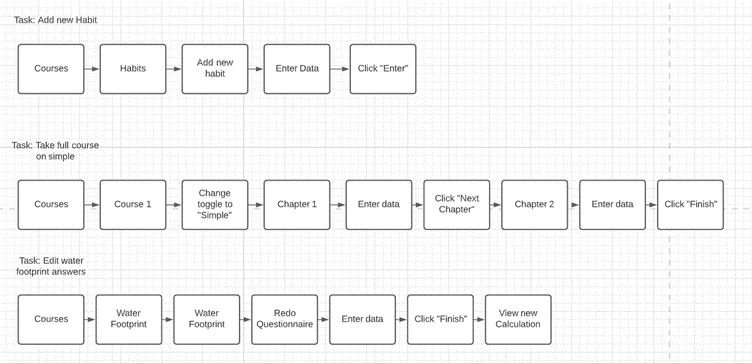 Task: Add new Habit
Courses
Habits
Add new
habit
Enter Data
Click "Enter"
Task: Take full course
on simple
Courses
Course 1
Change
toggle to
"Simple"
Chapter 1
Enter data
Click "Next
Chapter"
Chapter 2
Enter data
Click "Finish"
Task: Edit water
footprint answers
Courses
Water
Footprint
Water
Footprint
Redo
Questionnaire
Enter data
Click "Finish"
View new
Calculation